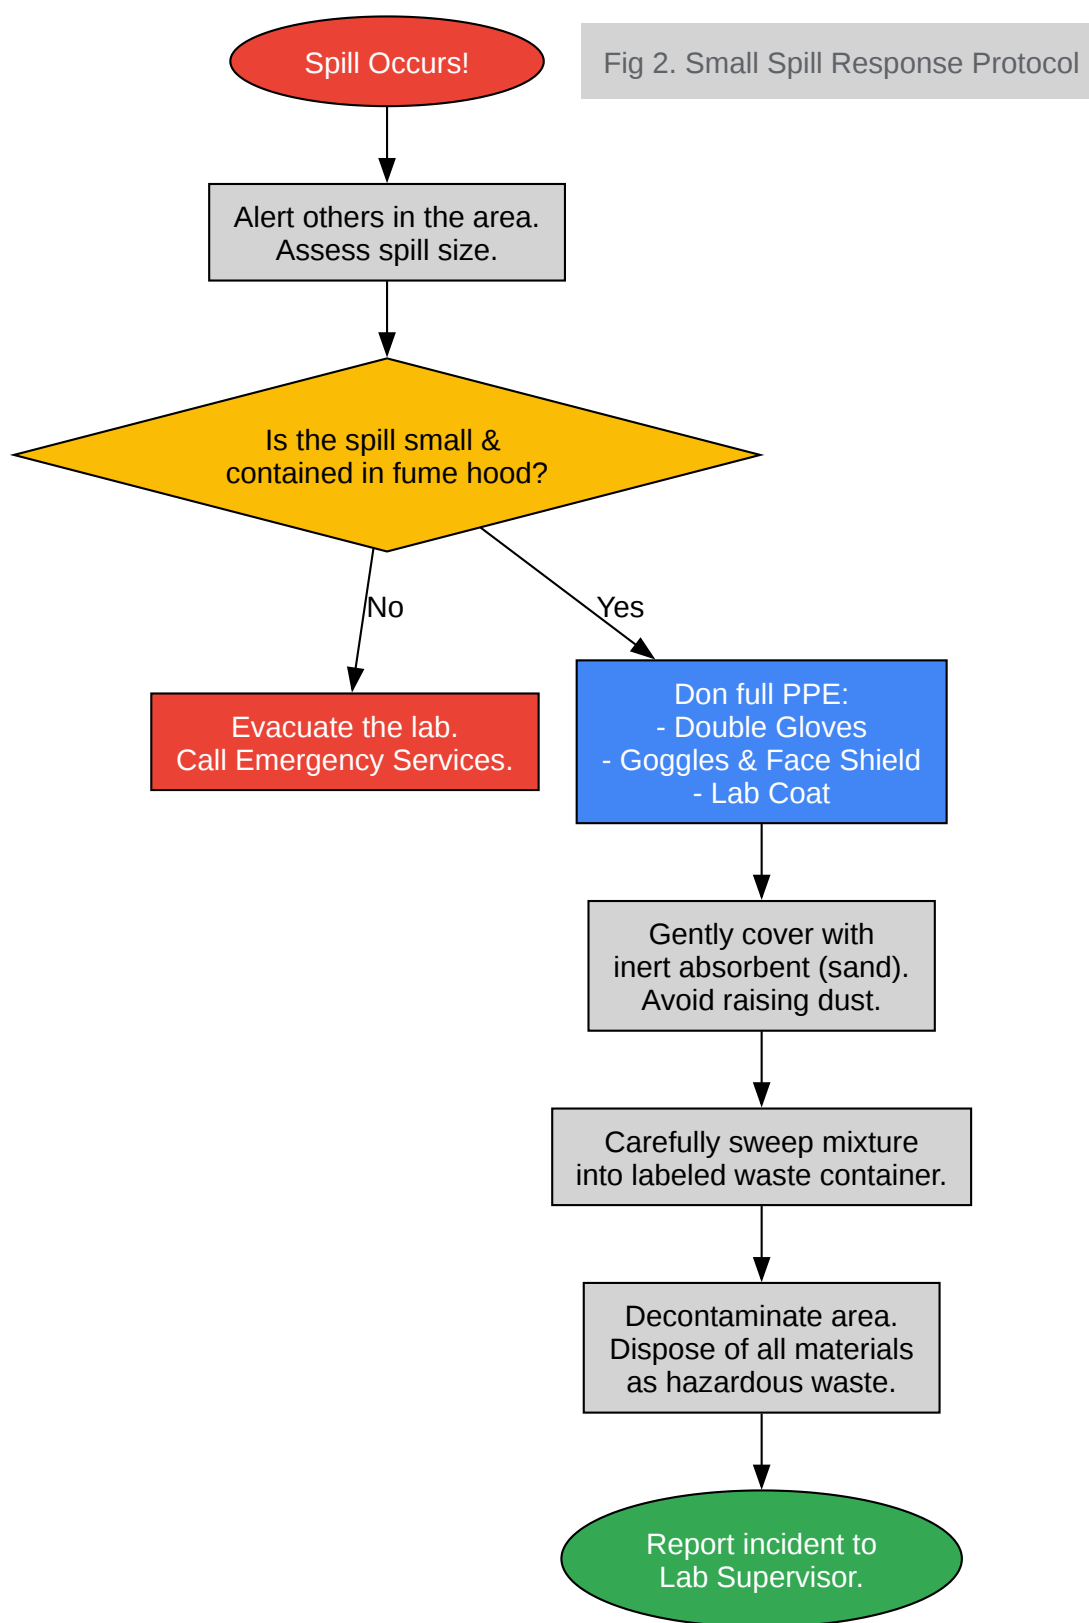 Spill Occurs!
Fig 2. Small Spill Response Protocol
Alert others in the area.
Assess spill size.
Is the spill small &
contained in fume hood?
No
Yes
Evacuate the lab.
Call Emergency Services.
Don full PPE:
- Double Gloves
- Goggles & Face Shield
- Lab Coat
Gently cover with
inert absorbent (sand).
Avoid raising dust.
Carefully sweep mixture
into labeled waste container.
Decontaminate area.
Dispose of all materials
as hazardous waste.
Report incident to
Lab Supervisor.